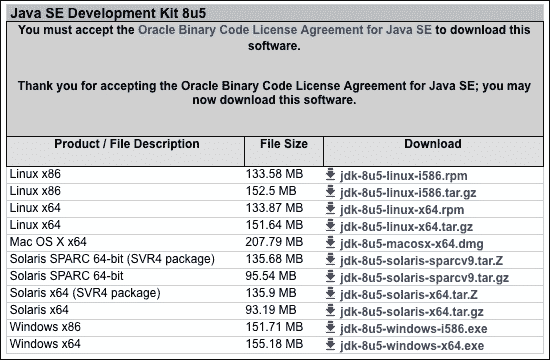 Java SE Development Kit 8u5
You must accept the Oracle Binary Code License Agreement for Java SE to download this
software.
Thank you for accepting the Oracle Binary Code License Agreement for Java SE; you may
now download this software.
Product / File Description File Size Download
Linux x86 133.58 MB jdk-8u5-linux-i586.rpm
Linux x86 152.5 MB jdk-8u5-linux-i586.tar.gz
Linux x64 133.87 MB jdk-8u5-linux-x64.rpm
Linux x64 151.64 MB jdk-8u5-linux-x64.tar.gz
Mac OS X x64 207.79 MB jdk-8u5-macosx-x64.dmg
Solaris SPARC 64-bit (SVR4 package) 135.68 MB jdk-8u5-solaris-sparcv9.tar.Z
Solaris SPARC 64-bit 95.54 MB jdk-8u5-solaris-sparcv9.tar.gz
Solaris x64 (SVR4 package) 135.9 MB jdk-8u5-solaris-x64.tar.Z
Solaris x64 93.19 MB jdk-8u5-solaris-x64.tar.gz
Windows x86 151.71 MB jdk-8u5-windows-i586.exe
Windows x64 155.18 MB jdk-8u5-windows-x64.exe